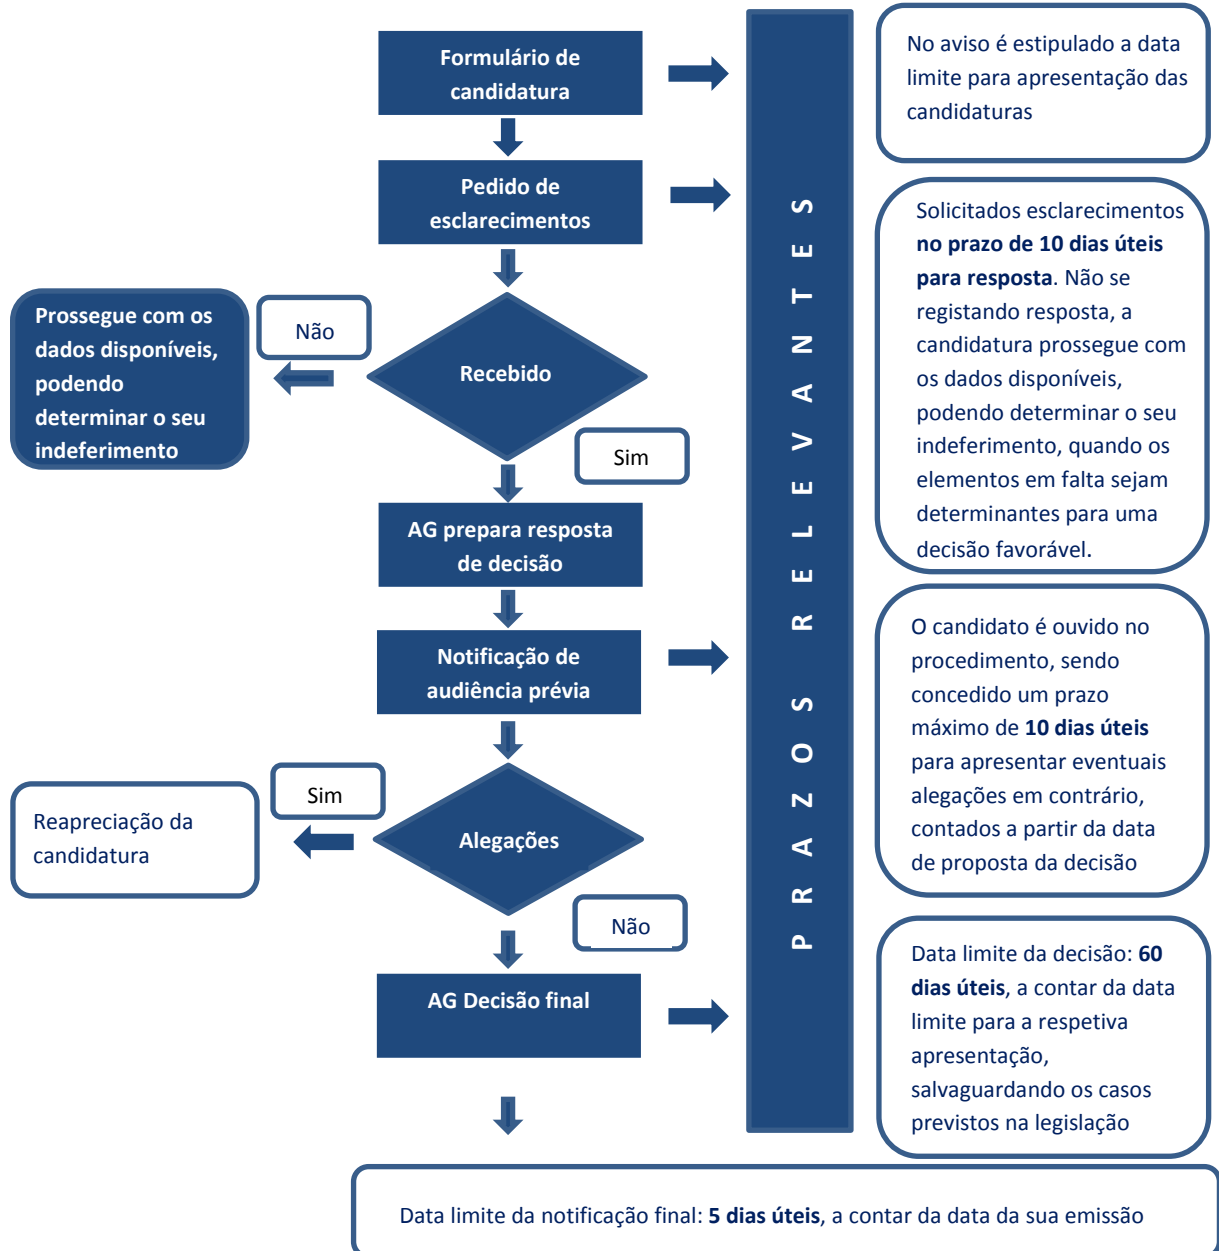 Formulário de
candidatura
No aviso é estipulado a data
limite para apresentação das
candidaturas
Pedido de
esclarecimentos
Solicitados esclarecimentos
no prazo de 10 dias úteis
para resposta. Não se
registando resposta, a
candidatura prossegue com
os dados disponíveis,
podendo determinar o seu
indeferimento, quando os
elementos em falta sejam
determinantes para uma
decisão favorável.
PRAZOS RELEVANTES
Recebido
Não
Prossegue com os
dados disponíveis,
podendo
determinar o seu
indeferimento
Sim
AG prepara resposta
de decisão
Notificação de
audiência prévia
O candidato é ouvido no
procedimento, sendo
concedido um prazo
máximo de 10 dias úteis
para apresentar eventuais
alegações em contrário,
contados a partir da data
de proposta da decisão
Alegações
Sim
Reapreciação da
candidatura
Não
AG Decisão final
Data limite da decisão: 60
dias úteis, a contar da data
limite para a respetiva
apresentação,
salvaguardando os casos
previstos na legislação
Data limite da notificação final: 5 dias úteis, a contar da data da sua emissão